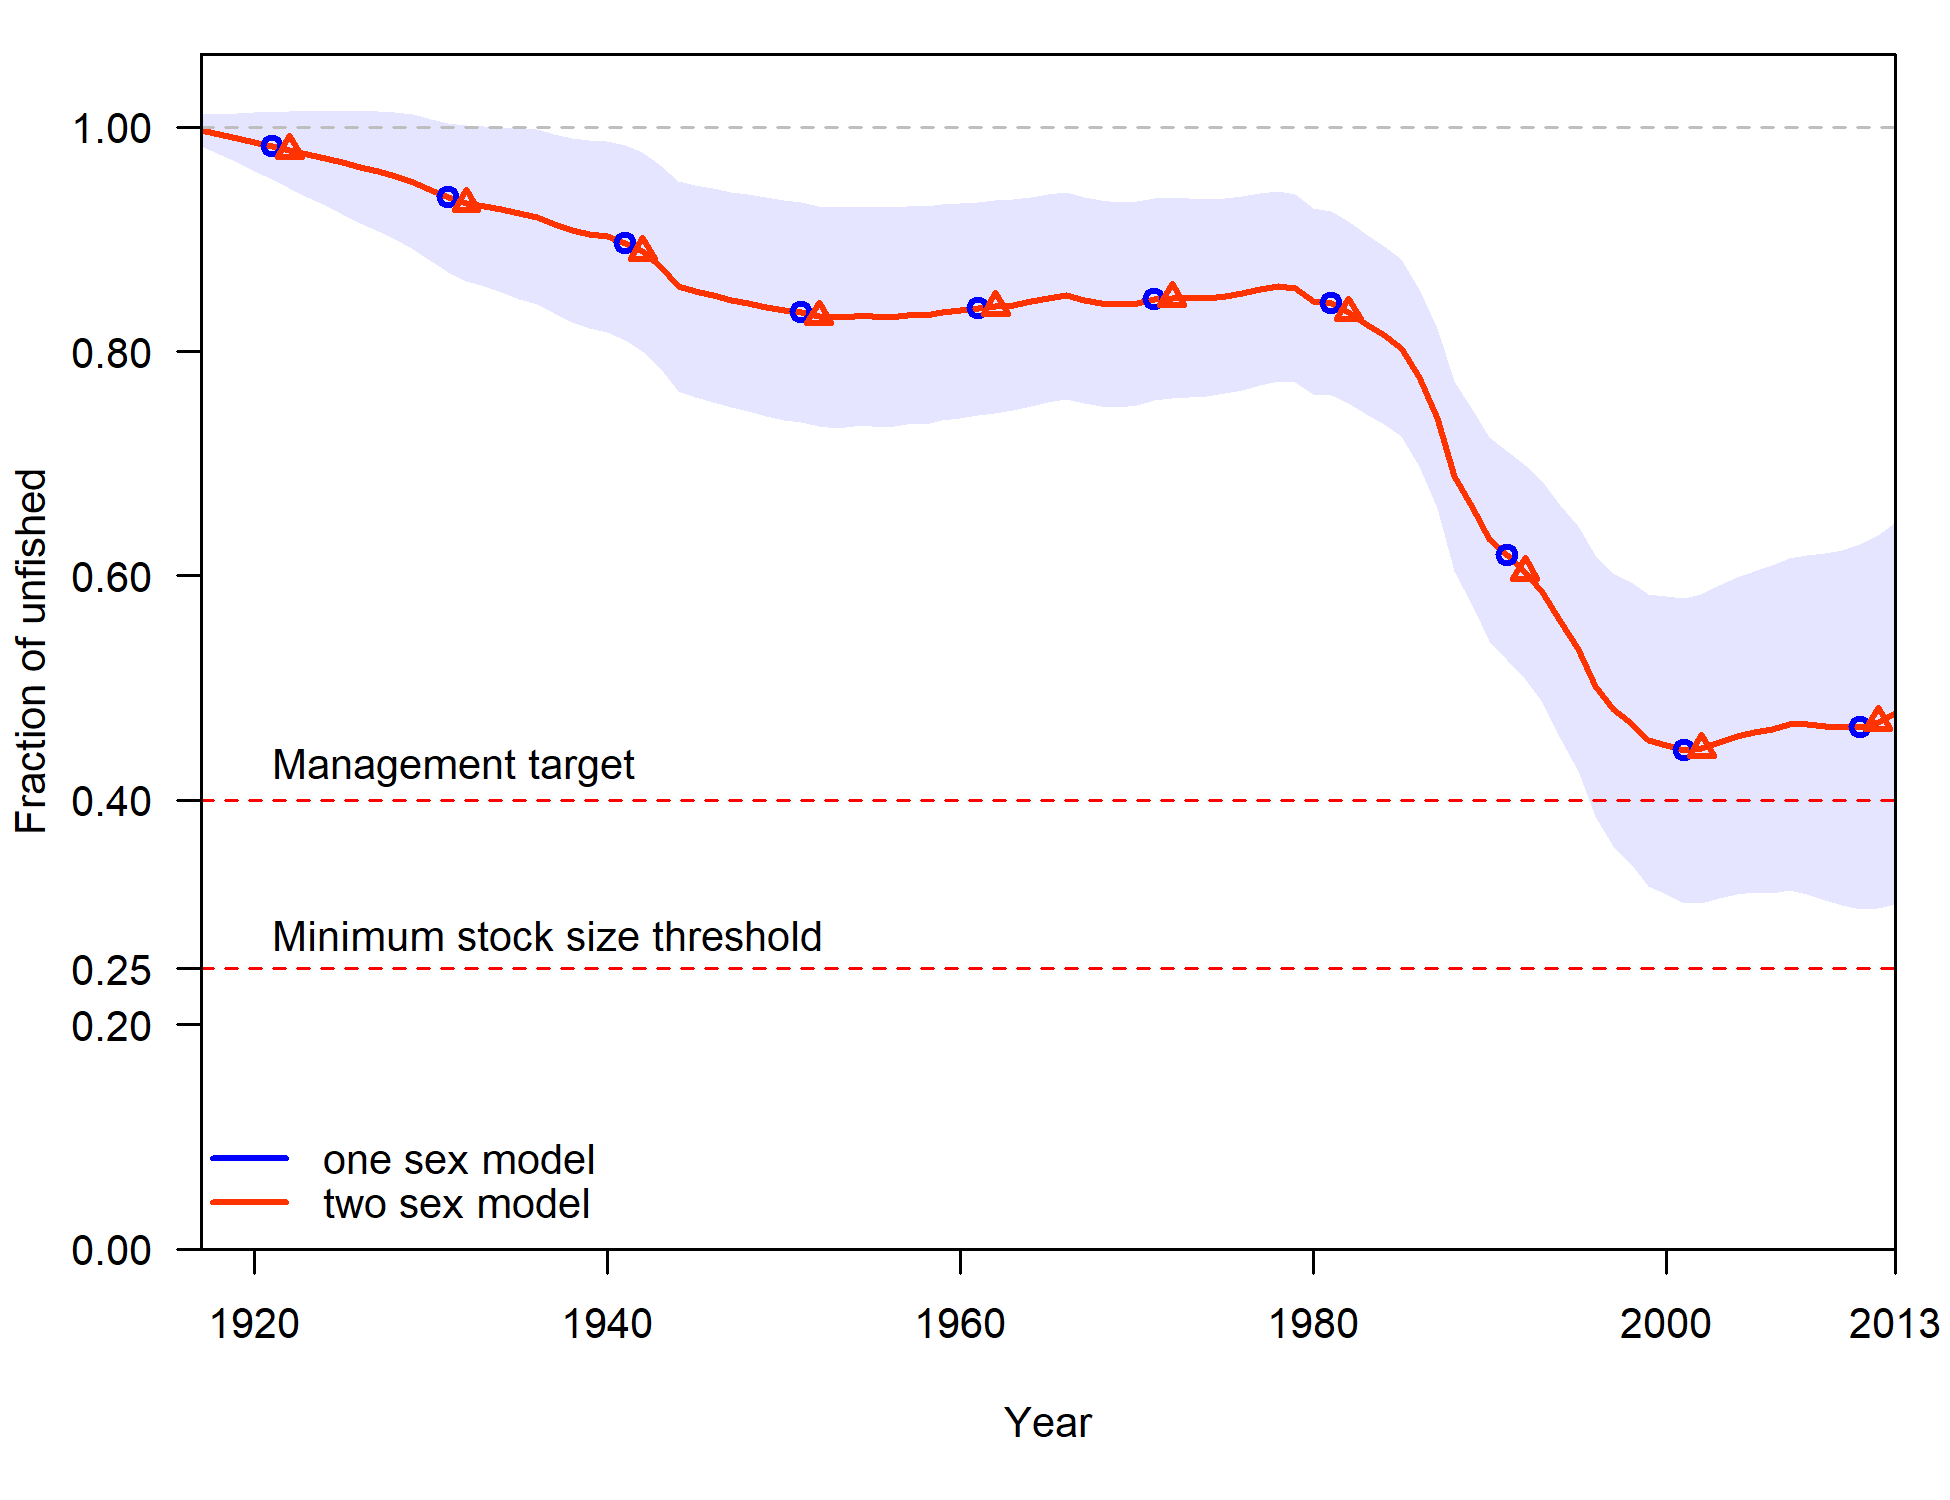 1.00
0.80
0.60
0.40
0.25
0.20
0.00
Fraction of unfished
Management target
Minimum stock size threshold
one sex model
two sex model
1920
1940
1960
1980
2000
2013
Year